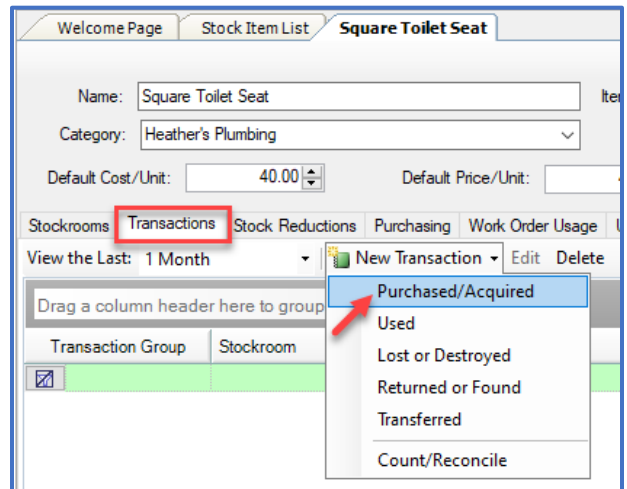 Welcome Page Stock Item List Square Toilet Seat
Name: Square Toilet Seat
Category: Heather's Plumbing
Default Cost/Unit: 40.00 Default Price/Unit:
Stockrooms Transactions Stock Reductions Purchasing Work Order Usage
View the Last: 1 Month New Transaction Edit Delete
Drag a column header here to group
Purchased/Acquired
Used
Transaction Group Stockroom
Lost or Destroyed
Returned or Found
Transferred
Count/Reconcile